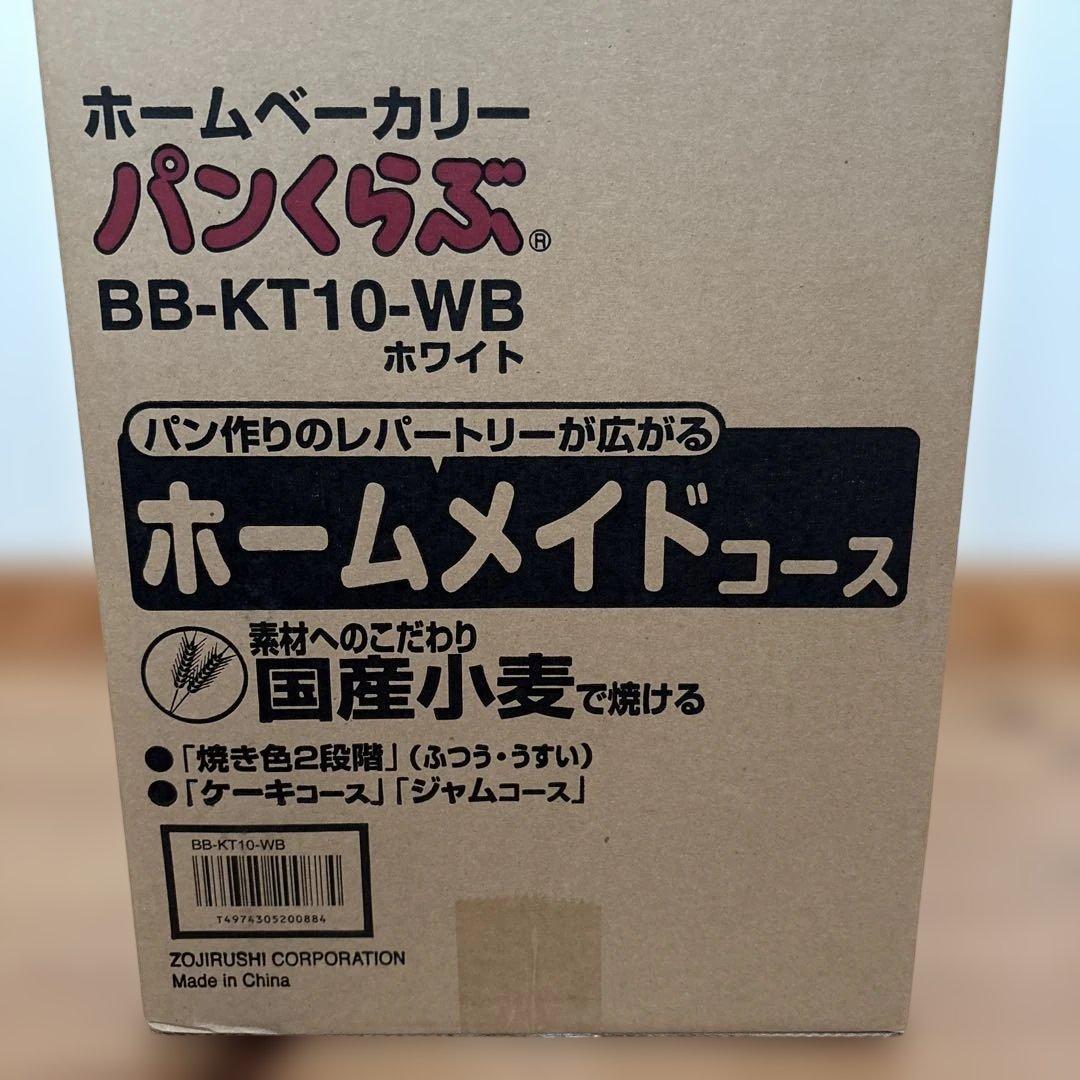 ホームベーカリー
パンくらぶ®
BB-KT10-WB
ホワイト
パン作りのレパートリーが広がる
ホームメイドコース
素材へのこだわり
国産小麦で焼ける
●「焼き色2段階」(ふつう・うすい)
●「ケーキコース」「ジャムコース」
BB-KT10-WB
T4974305200884
ZOJIRUSHI CORPORATION
Made in China